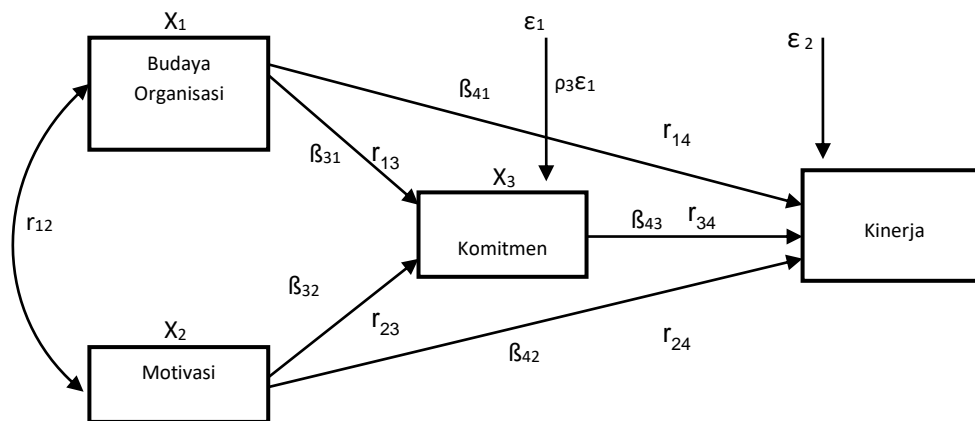 X₁
Budaya
Organisasi
ε₁
ρ₃ε₁
ε ₂
ß₄₁
r₁₄
ß₃₁
r₁₃
X₃
Komitmen
ß₄₃
r₃₄
Kinerja
r₁₂
ß₃₂
r₂₃
X₂
Motivasi
ß₄₂
r₂₄